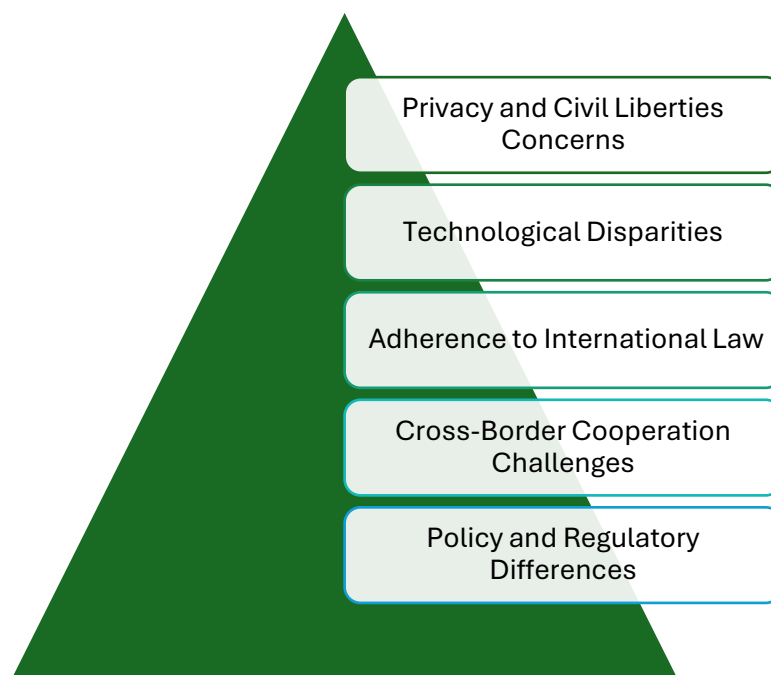 Privacy and Civil Liberties
Concerns
Technological Disparities
Adherence to International Law
Cross-Border Cooperation
Challenges
Policy and Regulatory
Differences